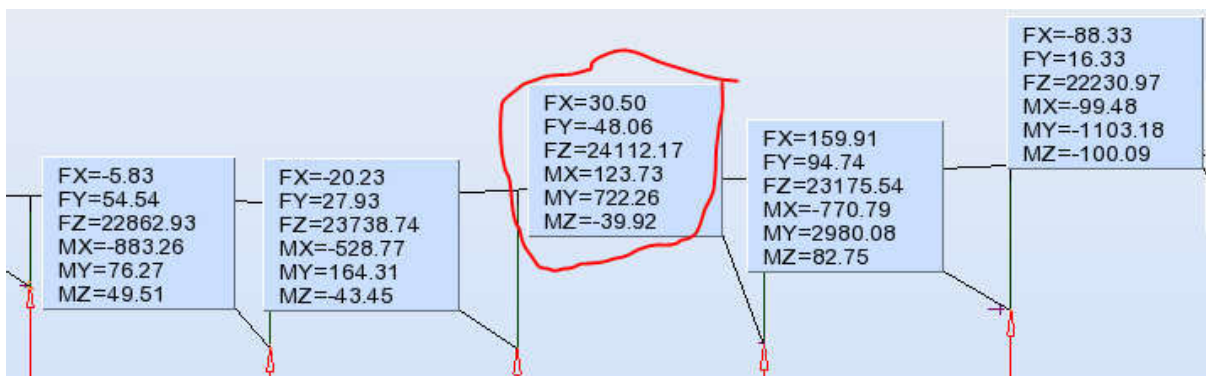 FX=-5.83
FY=54.54
FZ=22862.93
MX=-883.26
MY=76.27
MZ=49.51
FX=-20.23
FY=27.93
FZ=23738.74
MX=-528.77
MY=164.31
MZ=-43.45
FX=30.50
FY=-48.06
FZ=24112.17
MX=123.73
MY=722.26
MZ=-39.92
FX=159.91
FY=94.74
FZ=23175.54
MX=-770.79
MY=2980.08
MZ=82.75
FX=-88.33
FY=16.33
FZ=22230.97
MX=-99.48
MY=-1103.18
MZ=-100.09